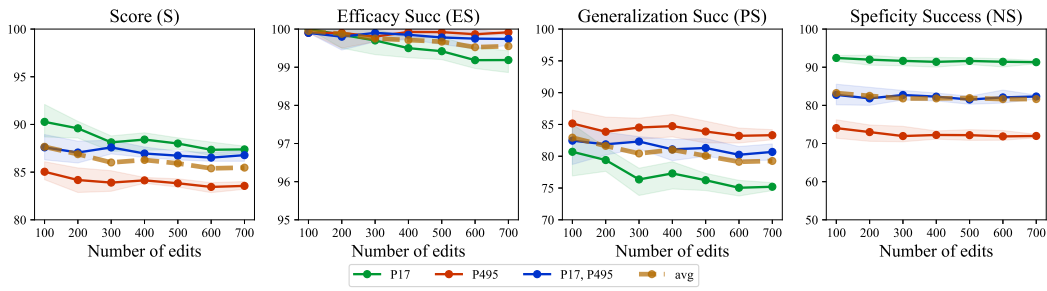 Score (S)
100
95
90
85
80
100 200 300 400 500 600 700
Number of edits
Efficacy Succ (ES)
100
99
98
97
96
95
100 200 300 400 500 600 700
Number of edits
Generalization Succ (PS)
100
95
90
85
80
75
70
100 200 300 400 500 600 700
Number of edits
Speficity Success (NS)
100
90
80
70
60
50
100 200 300 400 500 600 700
Number of edits
P17 P495 P17, P495 avg